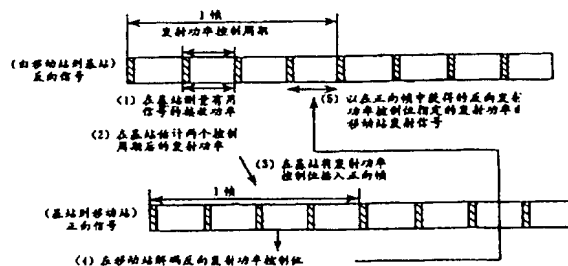 1 帧
发射功率控制周期
(由移动站到基站)
反向信号
(1) 在基站测量有用
信号的接收功率
(2) 在基站估计两个控制
周期后的发射功率
(5) 以在正向帧中获得的反向发射
功率控制位指定的发射功率由
移动站发射信号
(3) 在基站将发射功率
控制位插入正向帧
1 帧
(基站到移动站)
正向信号
(4) 在移动站解码反向发射功率控制位